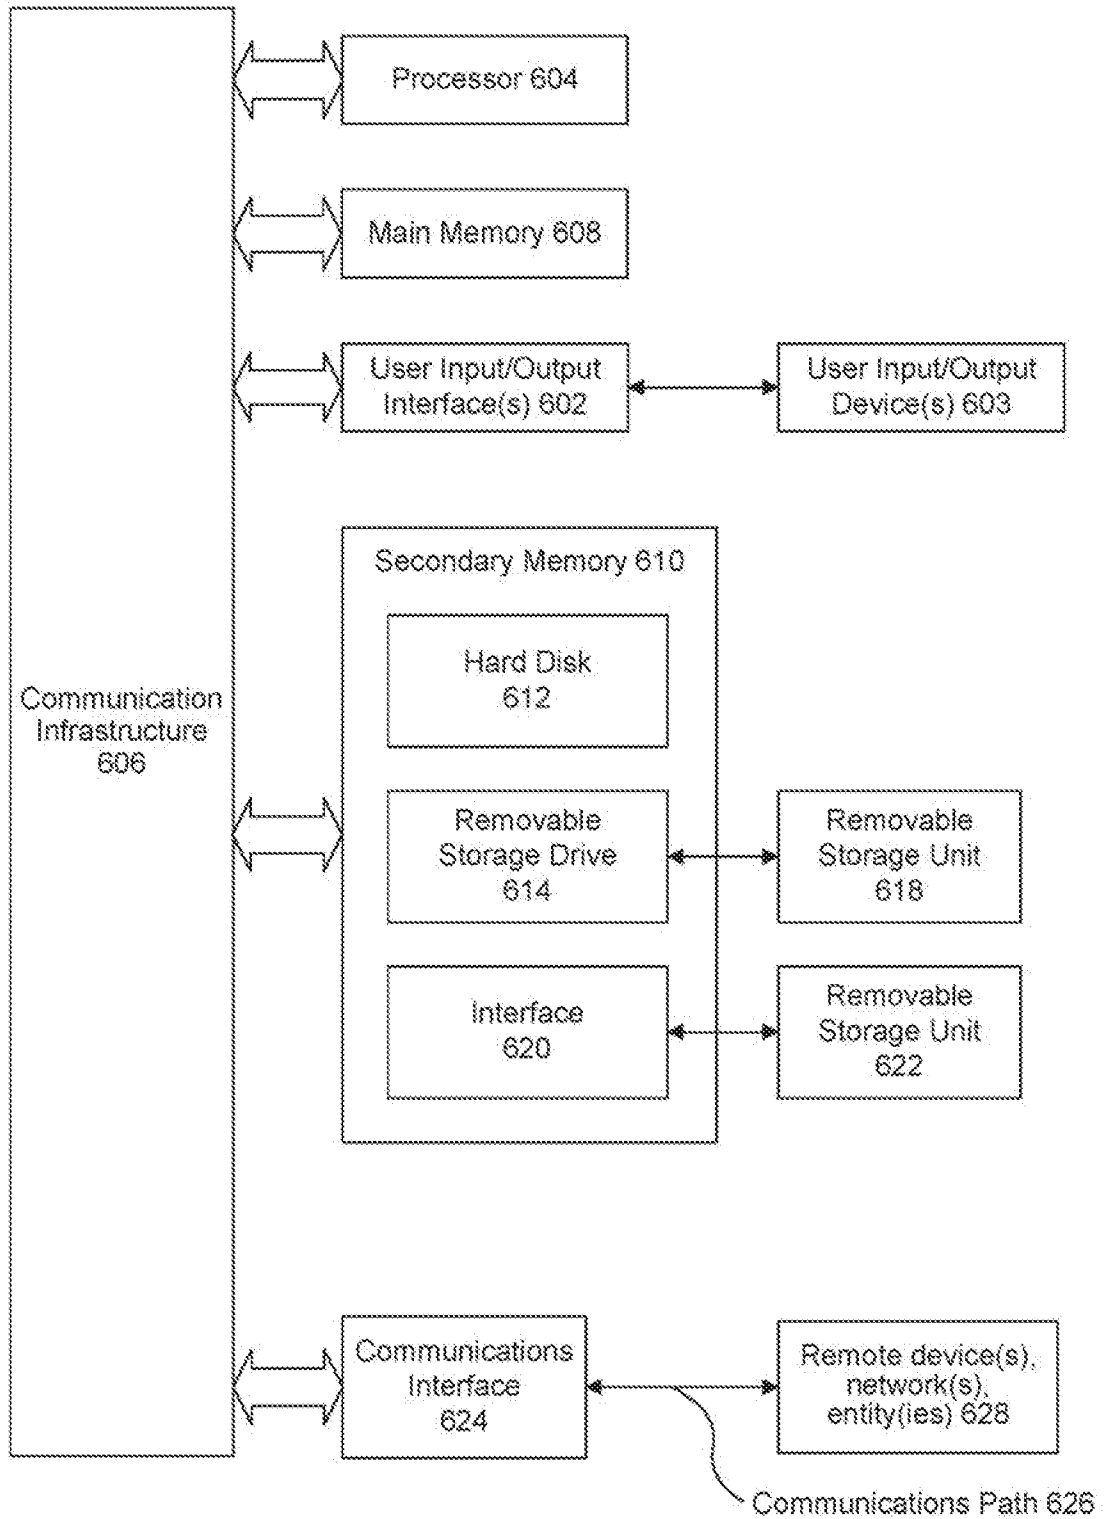 Processor 604
Main Memory 608
User Input/Output
Interface(s) 602
User Input/Output
Device(s) 603
Secondary Memory 610
Hard Disk
612
Communication
Infrastructure
606
Removable
Storage Drive
614
Removable
Storage Unit
618
Interface
620
Removable
Storage Unit
622
Communications
Interface
624
Remote device(s),
network(s),
entity(ies) 628
Communications Path 626